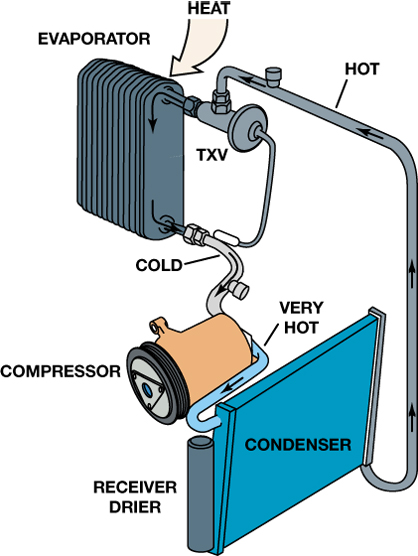 HEAT
EVAPORATOR
HOT
TXV
COLD
VERY
HOT
COMPRESSOR
CONDENSER
RECEIVER
DRIER